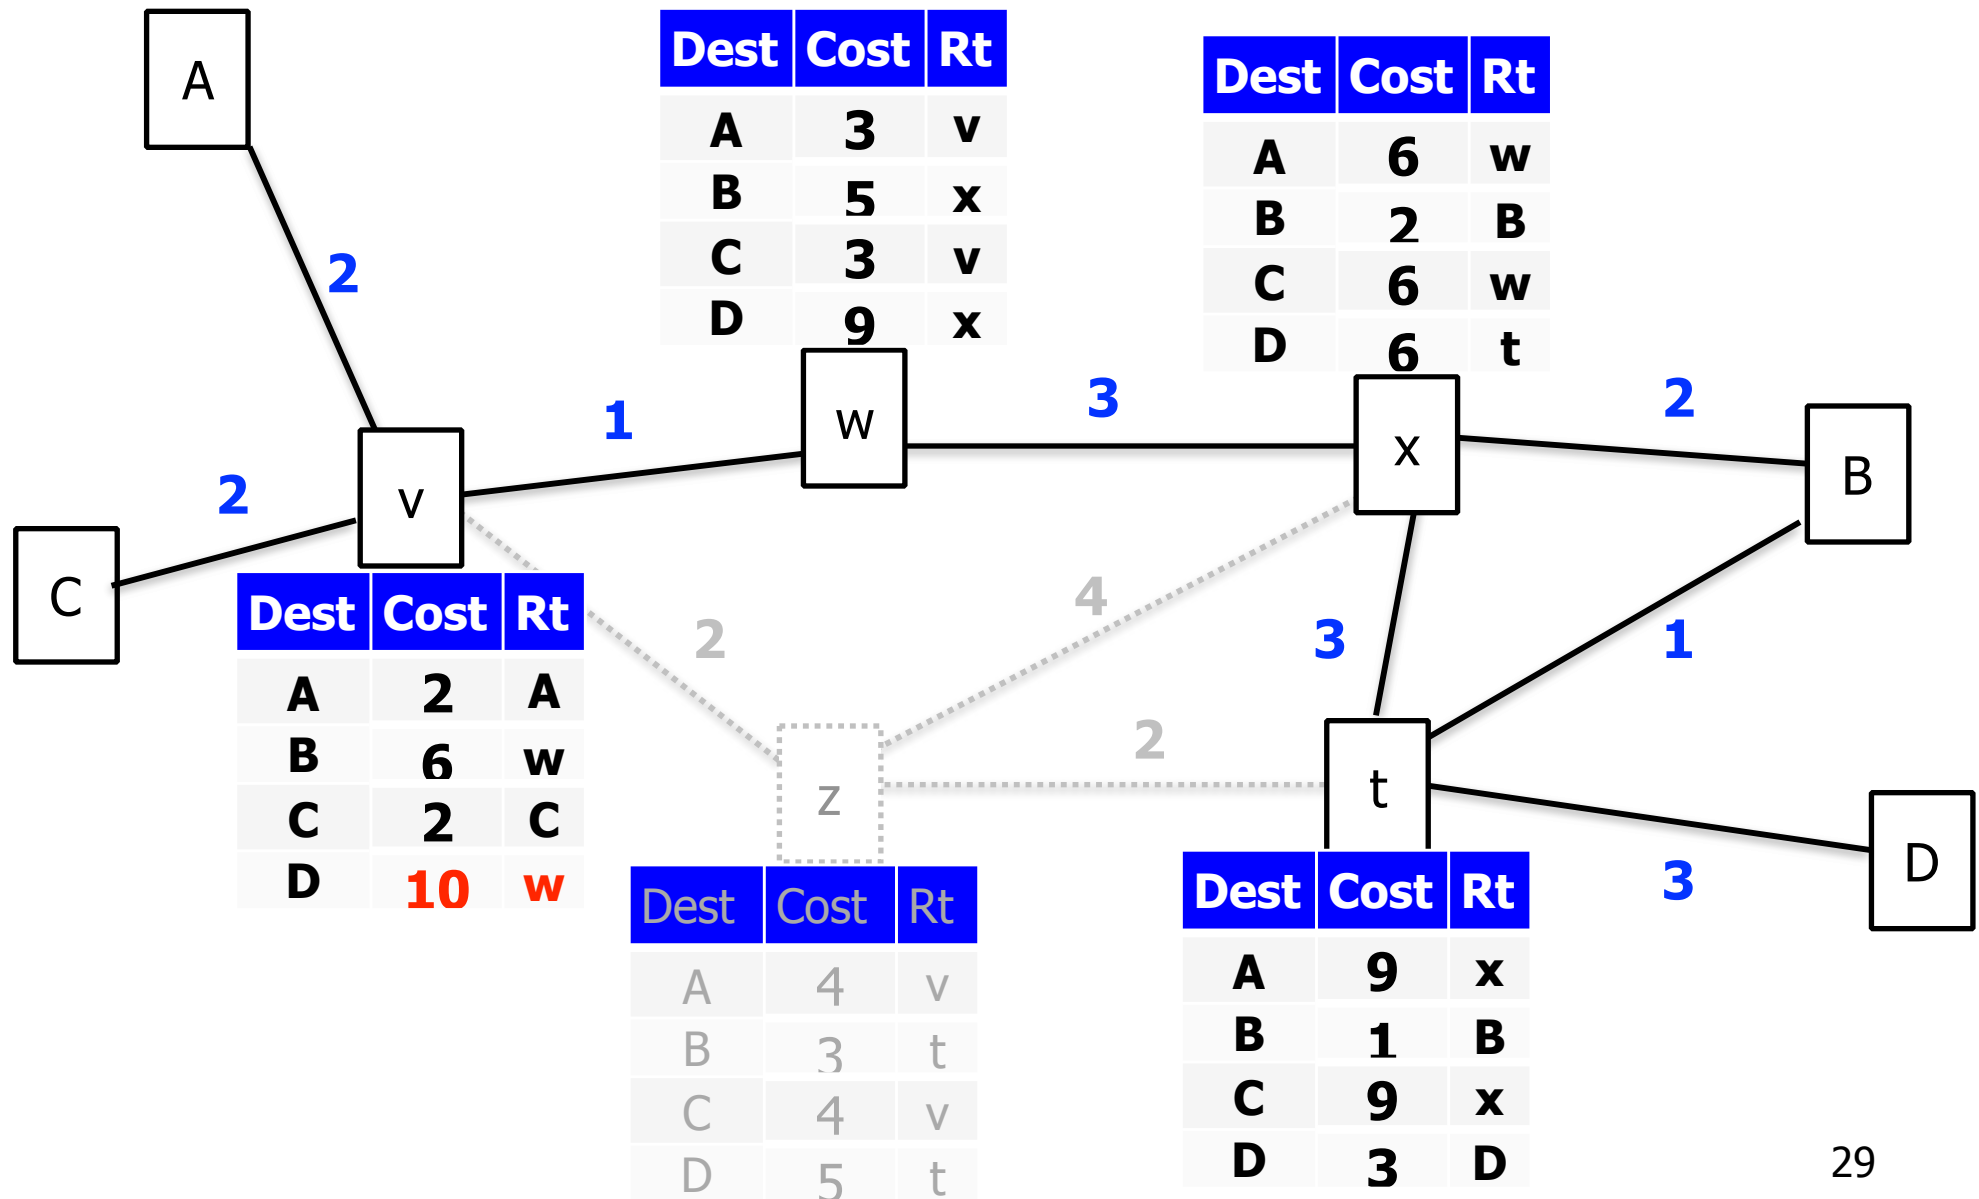 A
Dest Cost Rt
A 3 v
B 5 x
C 3 v
D 9 x
Dest Cost Rt
A 6 w
B 2 B
C 6 w
D 6 t
2
1
w
3
x
2
B
2
v
C
Dest Cost Rt
A 2 A
B 6 w
C 2 C
D 10 w
2
4
3
1
2
z
t
3
D
Dest Cost Rt
A 4 v
B 3 t
C 4 v
D 5 t
Dest Cost Rt
A 9 x
B 1 B
C 9 x
D 3 D
29